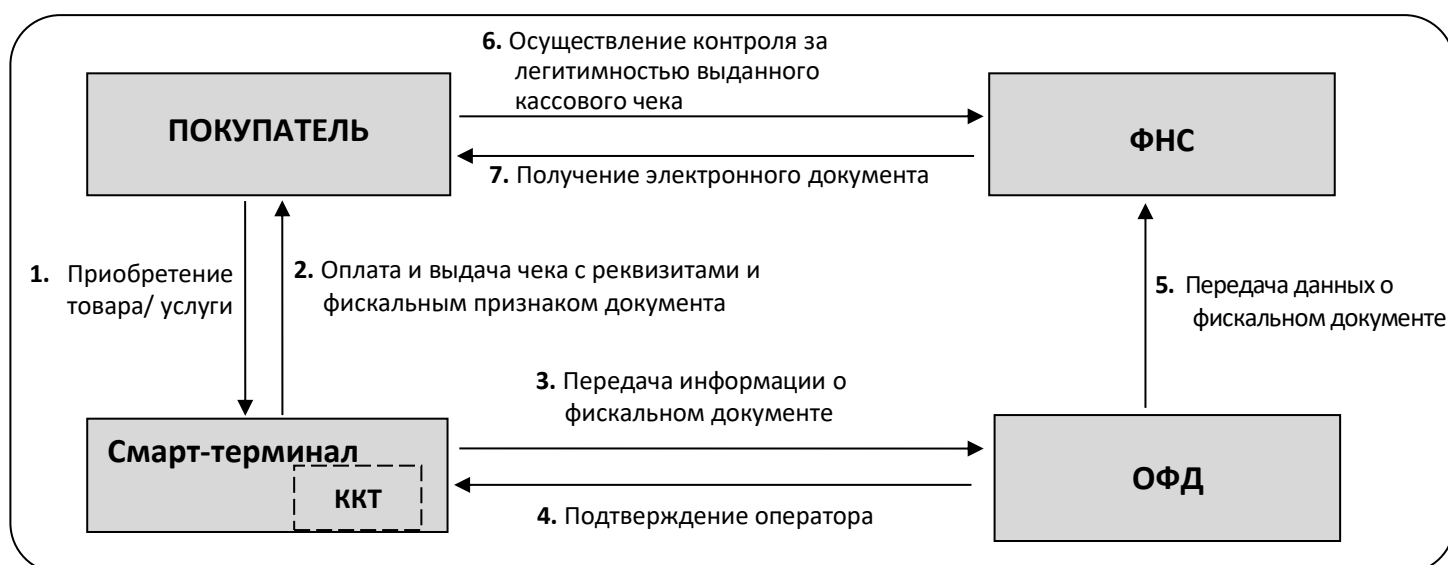 6. Осуществление контроля за
легитимностью выданного
кассового чека
ПОКУПАТЕЛЬ
ФНС
7. Получение электронного документа
1. Приобретение
товара/ услуги
2. Оплата и выдача чека с реквизитами и
фискальным признаком документа
5. Передача данных о
фискальном документе
3. Передача информации о
фискальном документе
Смарт-терминал
ККТ
ОФД
4. Подтверждение оператора